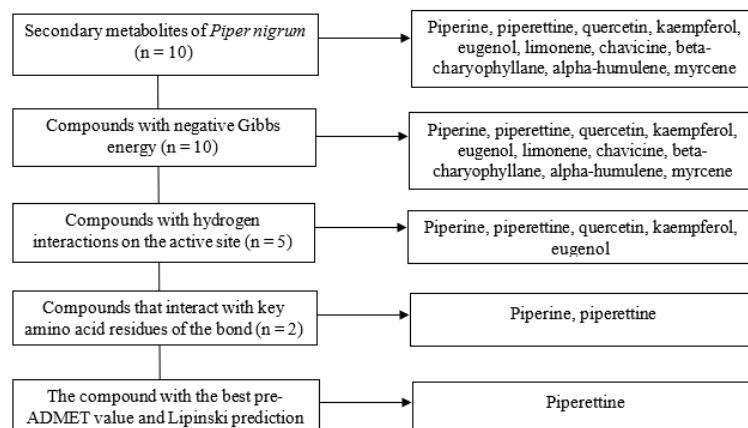 Secondary metabolites of Piper nigrum
(n = 10)
Piperine, piperettine, quercetin, kaempferol,
eugenol, limonene, chavicine, beta-
charyophyllane, alpha-humulene, myrcene
Compounds with negative Gibbs
energy (n = 10)
Piperine, piperettine, quercetin, kaempferol,
eugenol, limonene, chavicine, beta-
charyophyllane, alpha-humulene, myrcene
Compounds with hydrogen
interactions on the active site (n = 5)
Piperine, piperettine, quercetin, kaempferol,
eugenol
Compounds that interact with key
amino acid residues of the bond (n = 2)
Piperine, piperettine
The compound with the best pre-
ADMET value and Lipinski prediction
Piperettine